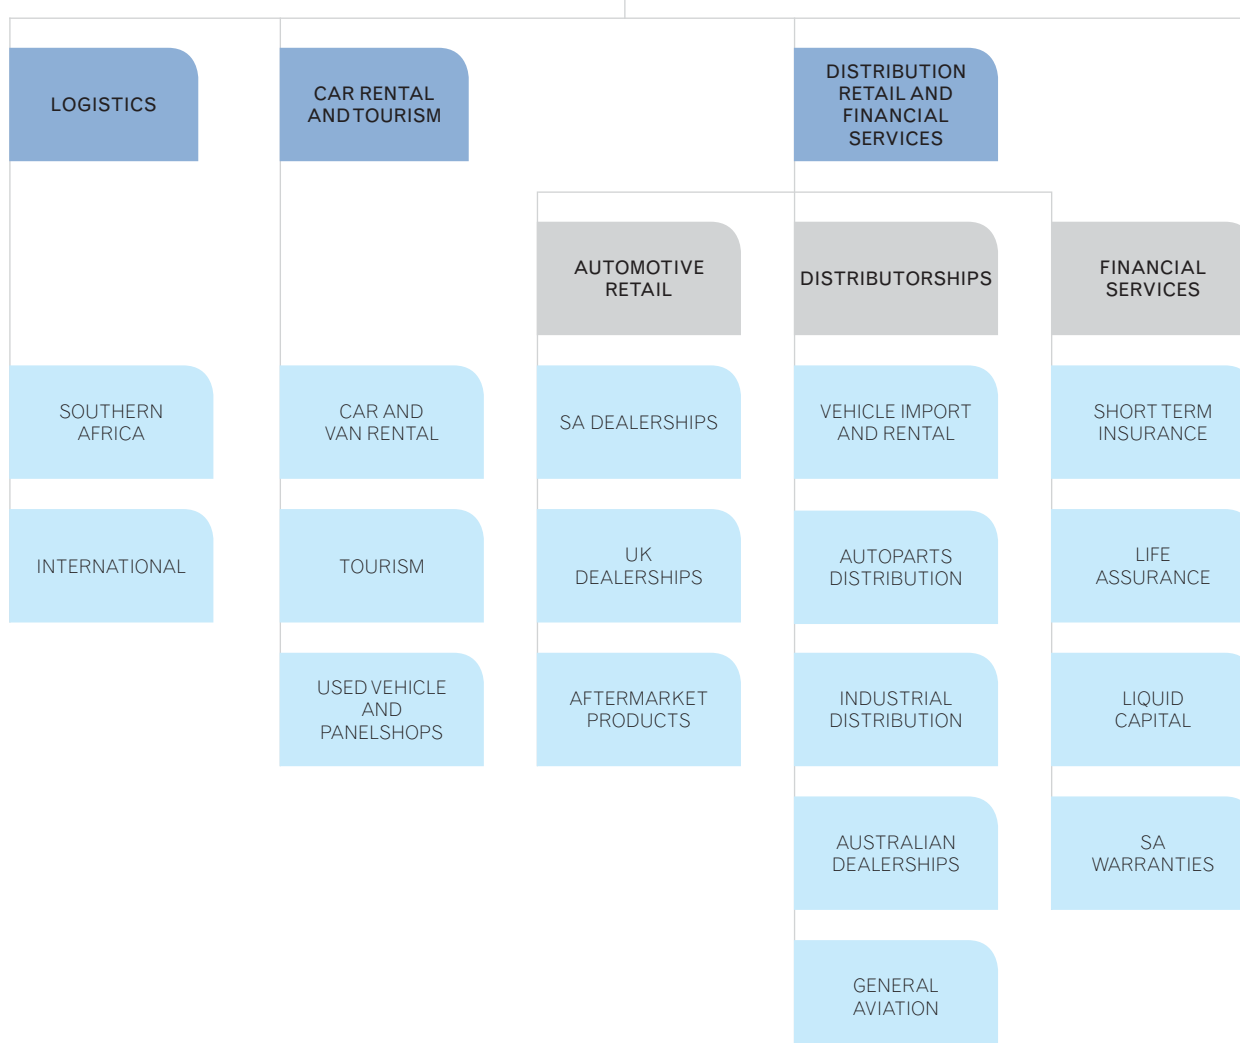 LOGISTICS
CAR RENTAL
AND TOURISM
DISTRIBUTION
RETAIL AND
FINANCIAL
SERVICES
AUTOMOTIVE
RETAIL
DISTRIBUTORSHIPS
FINANCIAL
SERVICES
SOUTHERN
AFRICA
CAR AND
VAN RENTAL
SA DEALERSHIPS
VEHICLE IMPORT
AND RENTAL
SHORT TERM
INSURANCE
INTERNATIONAL
TOURISM
UK
DEALERSHIPS
AUTOPARTS
DISTRIBUTION
LIFE
ASSURANCE
USED VEHICLE
AND
PANELSHOPS
AFTERMARKET
PRODUCTS
INDUSTRIAL
DISTRIBUTION
LIQUID
CAPITAL
AUSTRALIAN
DEALERSHIPS
SA
WARRANTIES
GENERAL
AVIATION